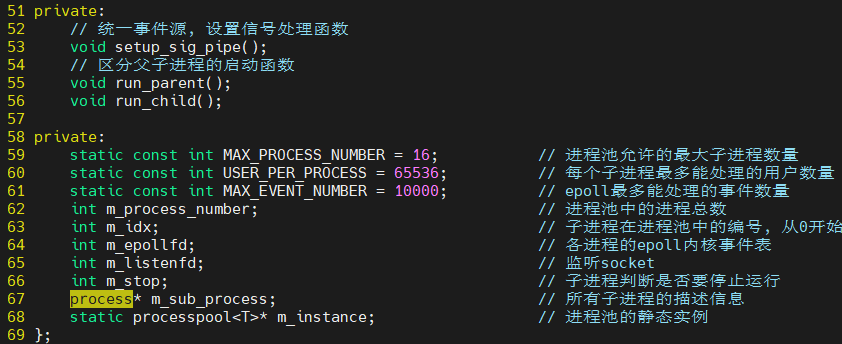 51 private:
52     // 统一事件源, 设置信号处理函数
53     void setup_sig_pipe();
54     // 区分父子进程的启动函数
55     void run_parent();
56     void run_child();
57
58 private:
59     static const int MAX_PROCESS_NUMBER = 16;            // 进程池允许的最大子进程数量
60     static const int USER_PER_PROCESS = 65536;           // 每个子进程最多能处理的用户数量
61     static const int MAX_EVENT_NUMBER = 10000;           // epoll最多能处理的事件数量
62     int m_process_number;                                // 进程池中的进程总数
63     int m_idx;                                           // 子进程在进程池中的编号, 从0开始
64     int m_epollfd;                                       // 各进程的epoll内核事件表
65     int m_listenfd;                                      // 监听socket
66     int m_stop;                                          // 子进程判断是否要停止运行
67     process* m_sub_process;                              // 所有子进程的描述信息
68     static processpool<T>* m_instance;                   // 进程池的静态实例
69 };